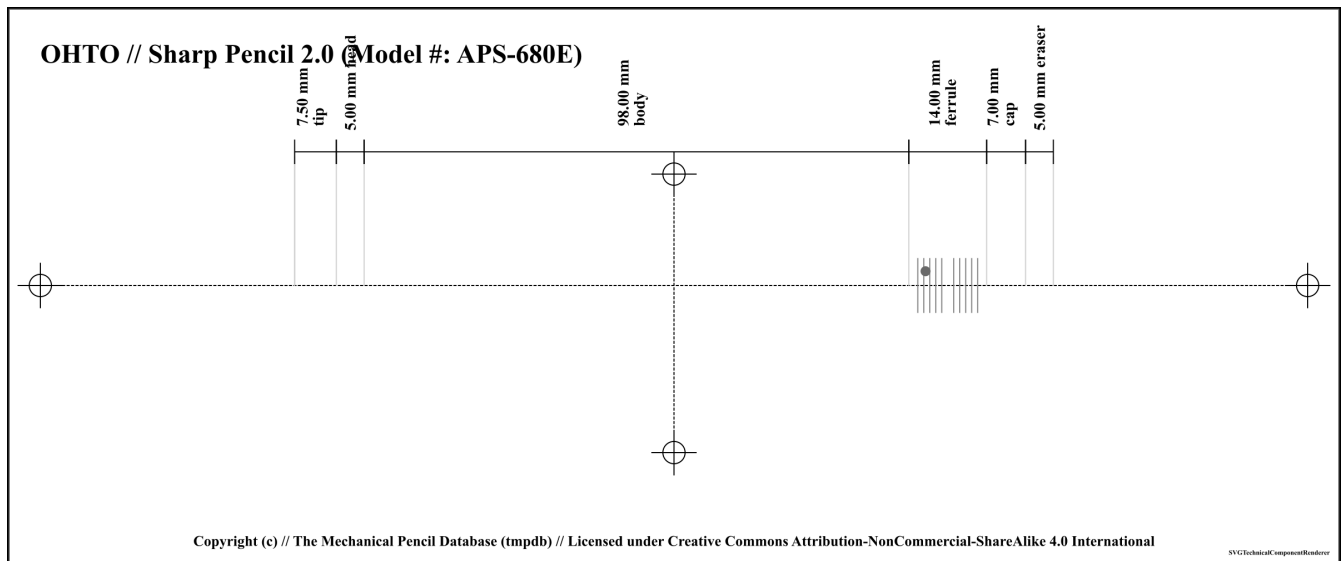 OHTO // Sharp Pencil 2.0 (Model #: APS-680E)
7.50 mm
tip
5.00 mm head
98.00 mm
body
14.00 mm
ferrule
7.00 mm
cap
5.00 mm eraser
Copyright (c) // The Mechanical Pencil Database (tmpdb) // Licensed under Creative Commons Attribution-NonCommercial-ShareAlike 4.0 International
SVGTechnicalComponentRenderer